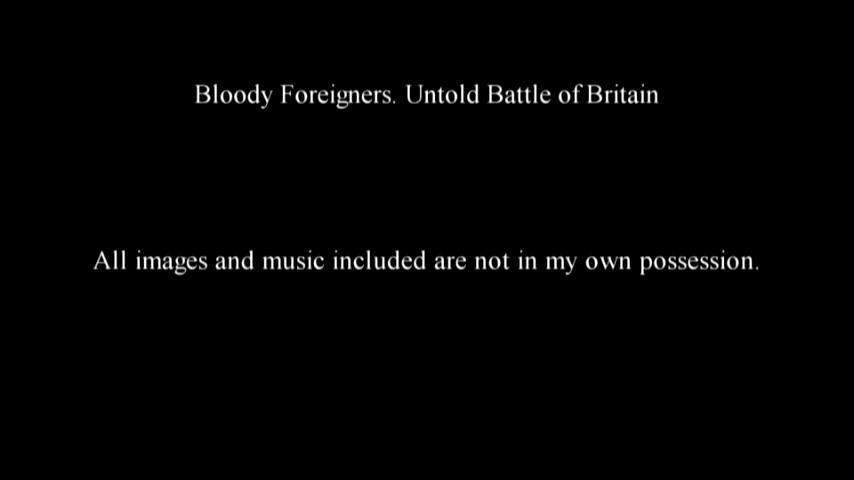 Bloody Foreigners. Untold Battle of Britain
All images and music included are not in my own possession.